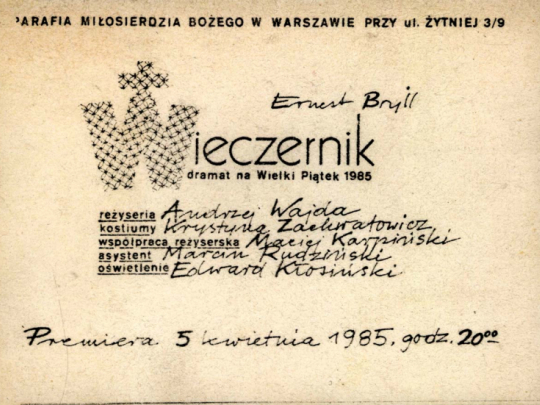 PARAFIA MIŁOSIERDZIA BOŻEGO W WARSZAWIE PRZY ul. ŻYTNIEJ 3/9
Ernest Bryll
Wieczernik
dramat na Wielki Piątek 1985
reżyseria Andrzej Wajda
kostiumy Krystyna Zachwatowicz
współpraca reżyserska Maciej Karpiński
asystent Marcin Rudziński
oświetlenie Edward Kłosiński
Premiera 5 kwietnia 1985, godz. 20⁰⁰